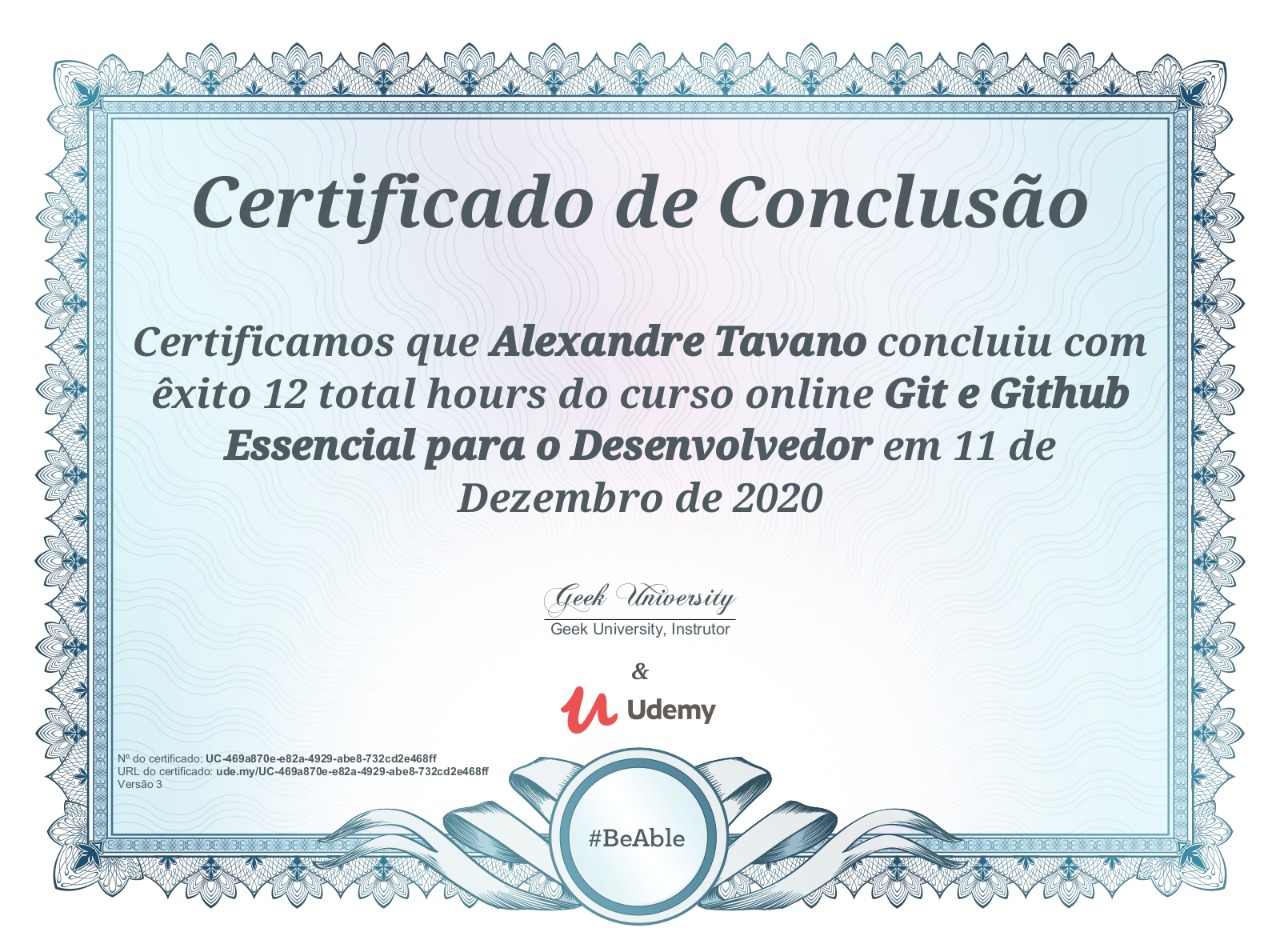 Certificado de Conclusão
Certificamos que Alexandre Tavano concluiu com
êxito 12 total hours do curso online Git e Github
Essencial para o Desenvolvedor em 11 de
Dezembro de 2020
Geek University
Geek University, Instrutor
&
Udemy
Nº do certificado: UC-469a870e-e82a-4929-abe8-732cd2e468ff
URL do certificado: ude.my/UC-469a870e-e82a-4929-abe8-732cd2e468ff
Versão 3
#BeAble